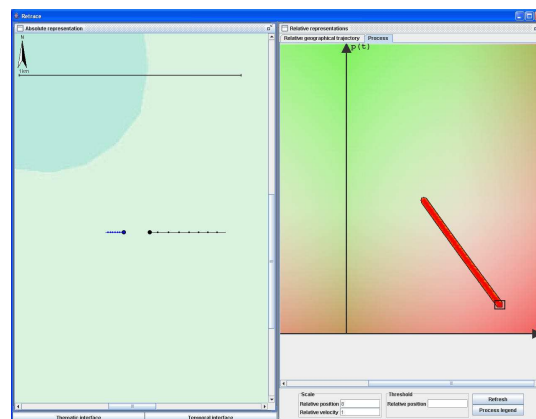 Retrace
Absolute representation
N
1km
Thematic interface
Temporal interface
Relative representations
Relative geographical trajectory
Process
p(t)
Scale
Relative position 6
Relative velocity 1
Threshold
Relative position
Refresh
Process legend